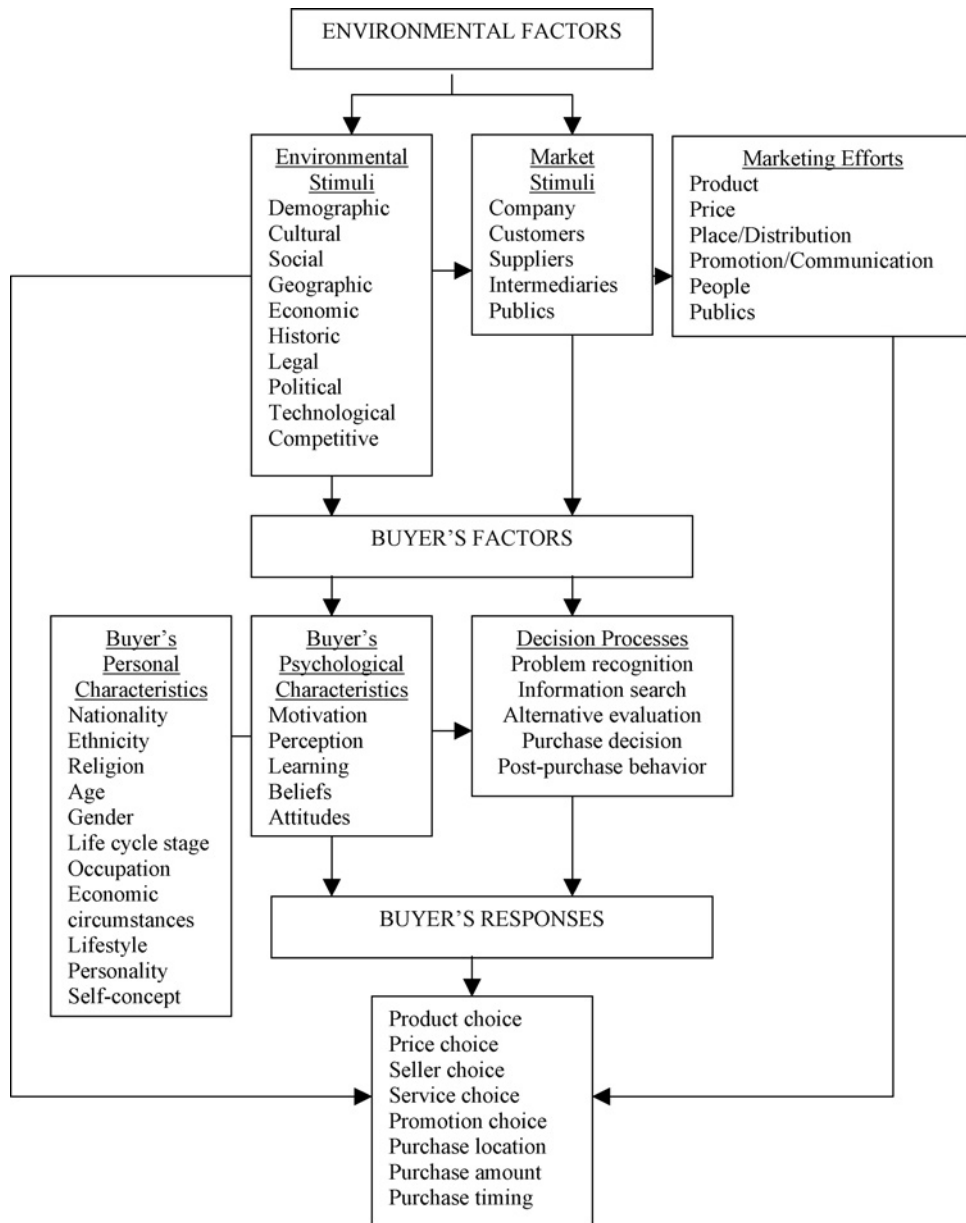 ENVIRONMENTAL FACTORS
Environmental
Stimuli
Demographic
Cultural
Social
Geographic
Economic
Historic
Legal
Political
Technological
Competitive
Market
Stimuli
Company
Customers
Suppliers
Intermediaries
Publics
Marketing Efforts
Product
Price
Place/Distribution
Promotion/Communication
People
Publics
BUYER’S FACTORS
Buyer’s
Personal
Characteristics
Nationality
Ethnicity
Religion
Age
Gender
Life cycle stage
Occupation
Economic
circumstances
Lifestyle
Personality
Self-concept
Buyer’s
Psychological
Characteristics
Motivation
Perception
Learning
Beliefs
Attitudes
Decision Processes
Problem recognition
Information search
Alternative evaluation
Purchase decision
Post-purchase behavior
BUYER’S RESPONSES
Product choice
Price choice
Seller choice
Service choice
Promotion choice
Purchase location
Purchase amount
Purchase timing